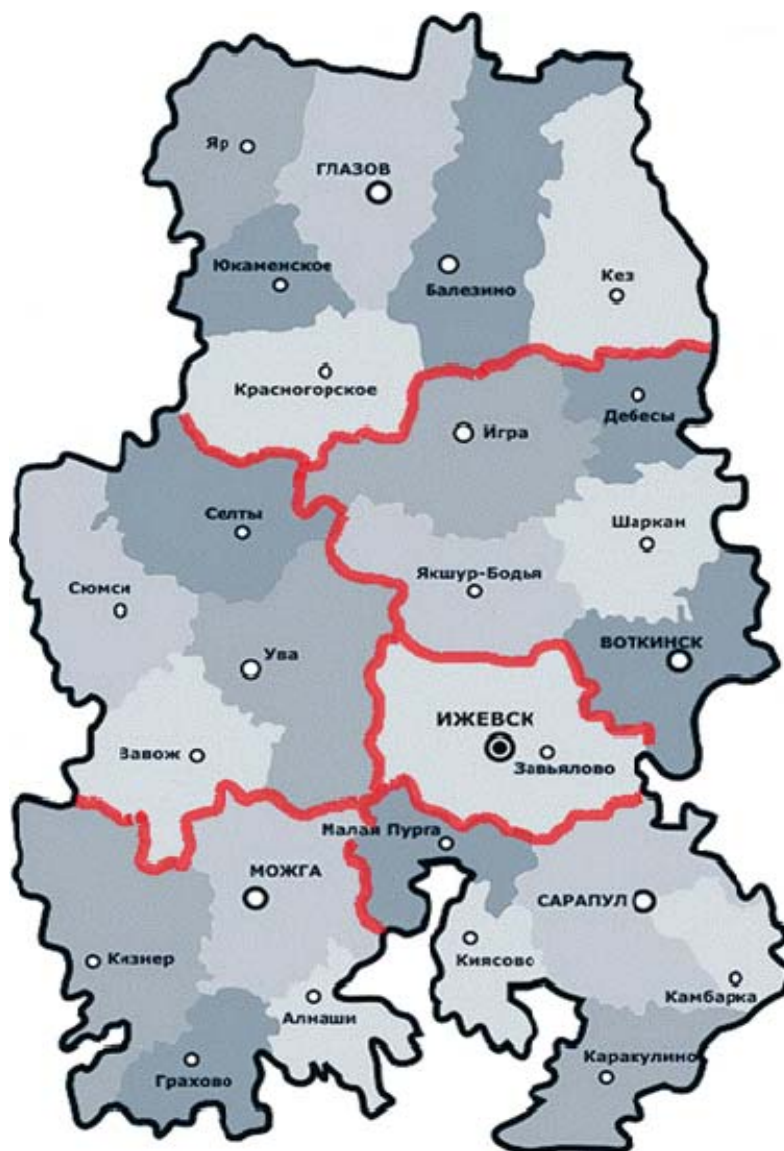 Яр
ГЛАЗОВ
Юкаменское
Балезино
Кез
Красногорское
Дебесы
Игра
Селты
Шаркан
Якшур-Бодья
Сюмси
Ува
ВОТКИНСК
ИЖЕВСК
Вавож
Завьялово
Малая Пурга
МОЖГА
САРАПУЛ
Кизнер
Киясово
Камбарка
Алнаши
Грахово
Каракулино